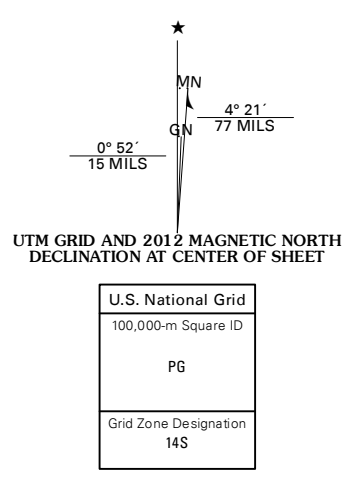 ★
MN
GN
4° 21´
77 MILS
0° 52´
15 MILS
UTM GRID AND 2012 MAGNETIC NORTH
DECLINATION AT CENTER OF SHEET
U.S. National Grid
100,000-m Square ID
PG
Grid Zone Designation
14S